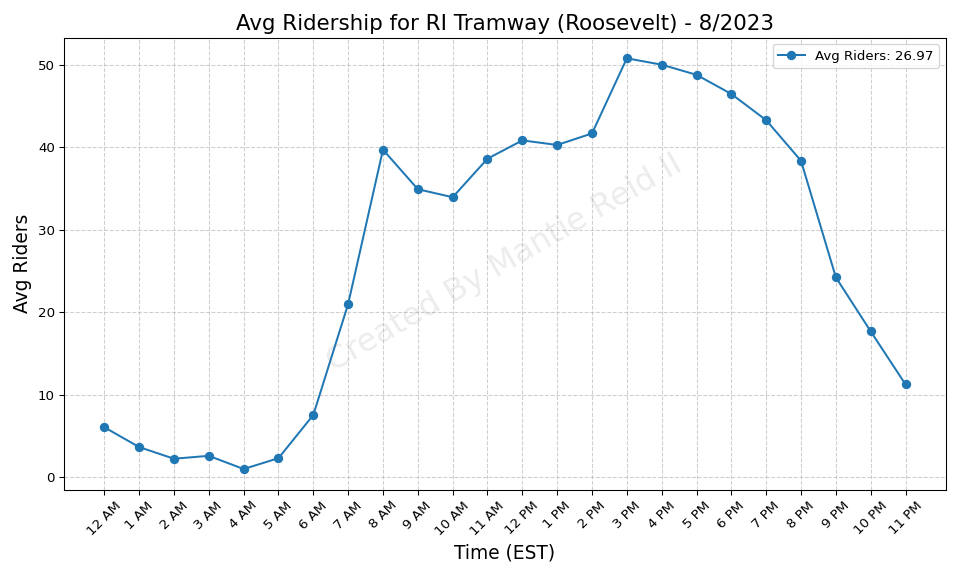 Avg Ridership for RI Tramway (Roosevelt) - 8/2023
Avg Riders: 26.97
50
40
30
20
10
0
Avg Riders
Created By Mantie Reid II
12 AM
1 AM
2 AM
3 AM
4 AM
5 AM
6 AM
7 AM
8 AM
9 AM
10 AM
11 AM
12 PM
1 PM
2 PM
3 PM
4 PM
5 PM
6 PM
7 PM
8 PM
9 PM
10 PM
11 PM
Time (EST)